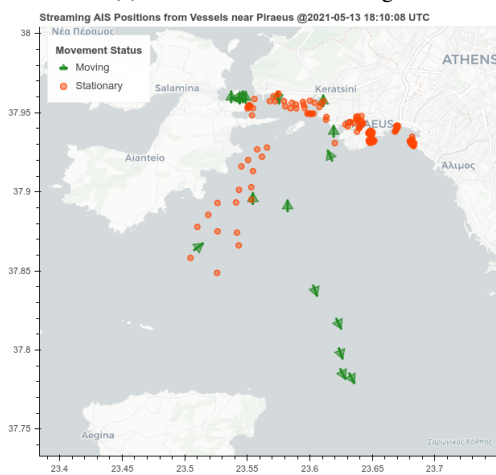 Streaming AIS Positions from Vessels near Piraeus @2021-05-13 18:10:08 UTC
38
Νέα Πέραμος
Movement Status
Moving
Stationary
ATHENS
Salamina
Keratsini
37.95
Aianteio
Άλιμος
37.9
37.85
37.8
37.75
Aegina
Σαρωνικός Κόλπος
23.4
23.45
23.5
23.55
23.6
23.65
23.7